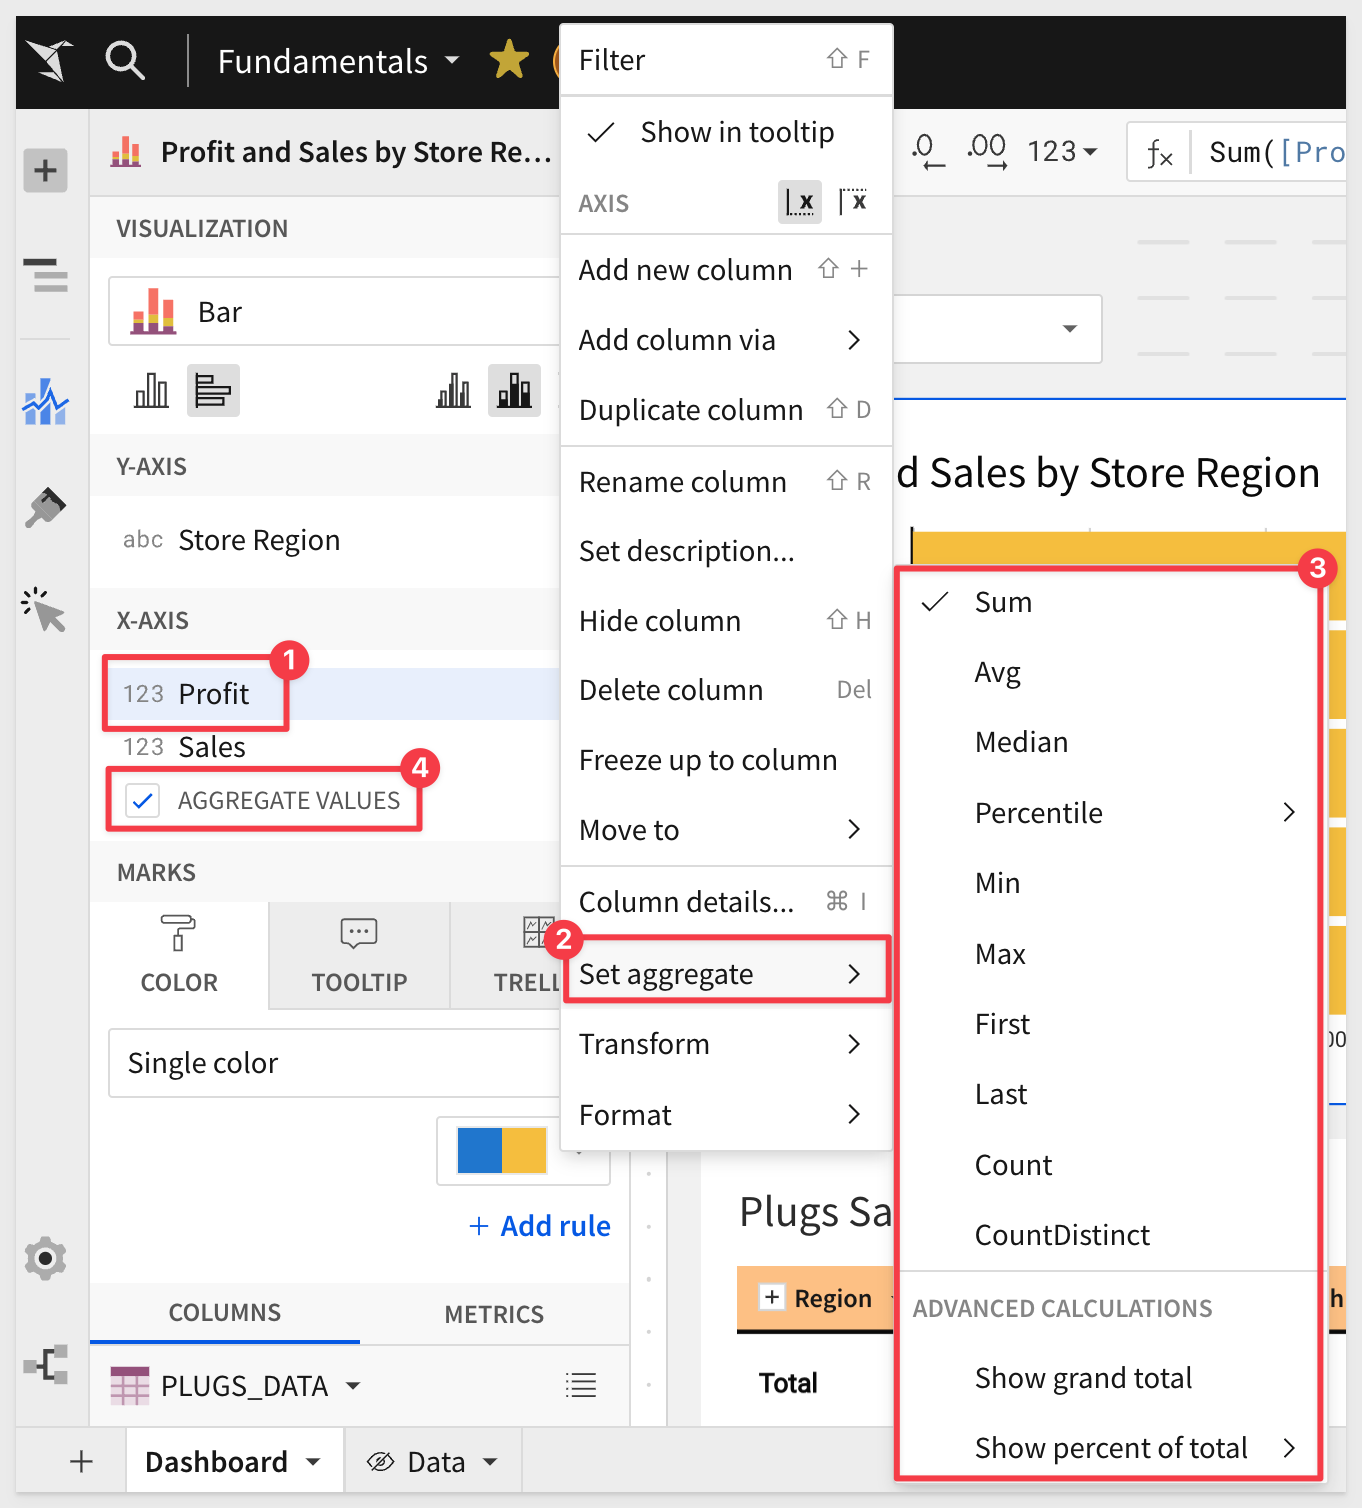 Fundamentals
Profit and Sales by Store Re...
VISUALIZATION
Bar
Y-AXIS
abc Store Region
X-AXIS
1
123 Profit
123 Sales
4
AGGREGATE VALUES
MARKS
COLOR
TOOLTIP
TRELL
Single color
+ Add rule
COLUMNS
METRICS
PLUGS_DATA
+
Dashboard
Data
Filter ⇧ F
Show in tooltip
AXIS
x
x
Add new column ⇧ +
Add column via
Duplicate column ⇧ D
Rename column ⇧ R
Set description...
Hide column ⇧ H
Delete column Del
Freeze up to column
Move to
Column details... ⌘ I
2
Set aggregate
Transform
Format
.0
.00
123
fx
Sum([Pro
d Sales by Store Region
3
Sum
Avg
Median
Percentile
Min
Max
First
Last
Count
CountDistinct
ADVANCED CALCULATIONS
Show grand total
Show percent of total
00
Plugs Sa
+ Region
h
Total